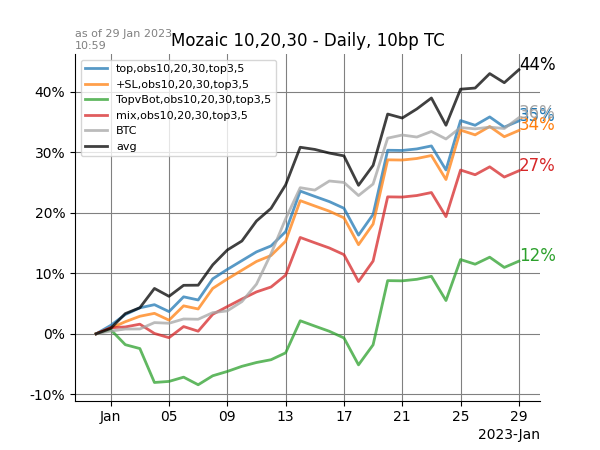 as of 29 Jan 2023
10:59
Mozaic 10,20,30 - Daily, 10bp TC
top,obs10,20,30,top3,5
+SL,obs10,20,30,top3,5
TopvBot,obs10,20,30,top3,5
mix,obs10,20,30,top3,5
BTC
avg
44%
36%
35%
34%
27%
12%
40%
30%
20%
10%
0%
-10%
Jan 05 09 13 17 21 25 29
2023-Jan